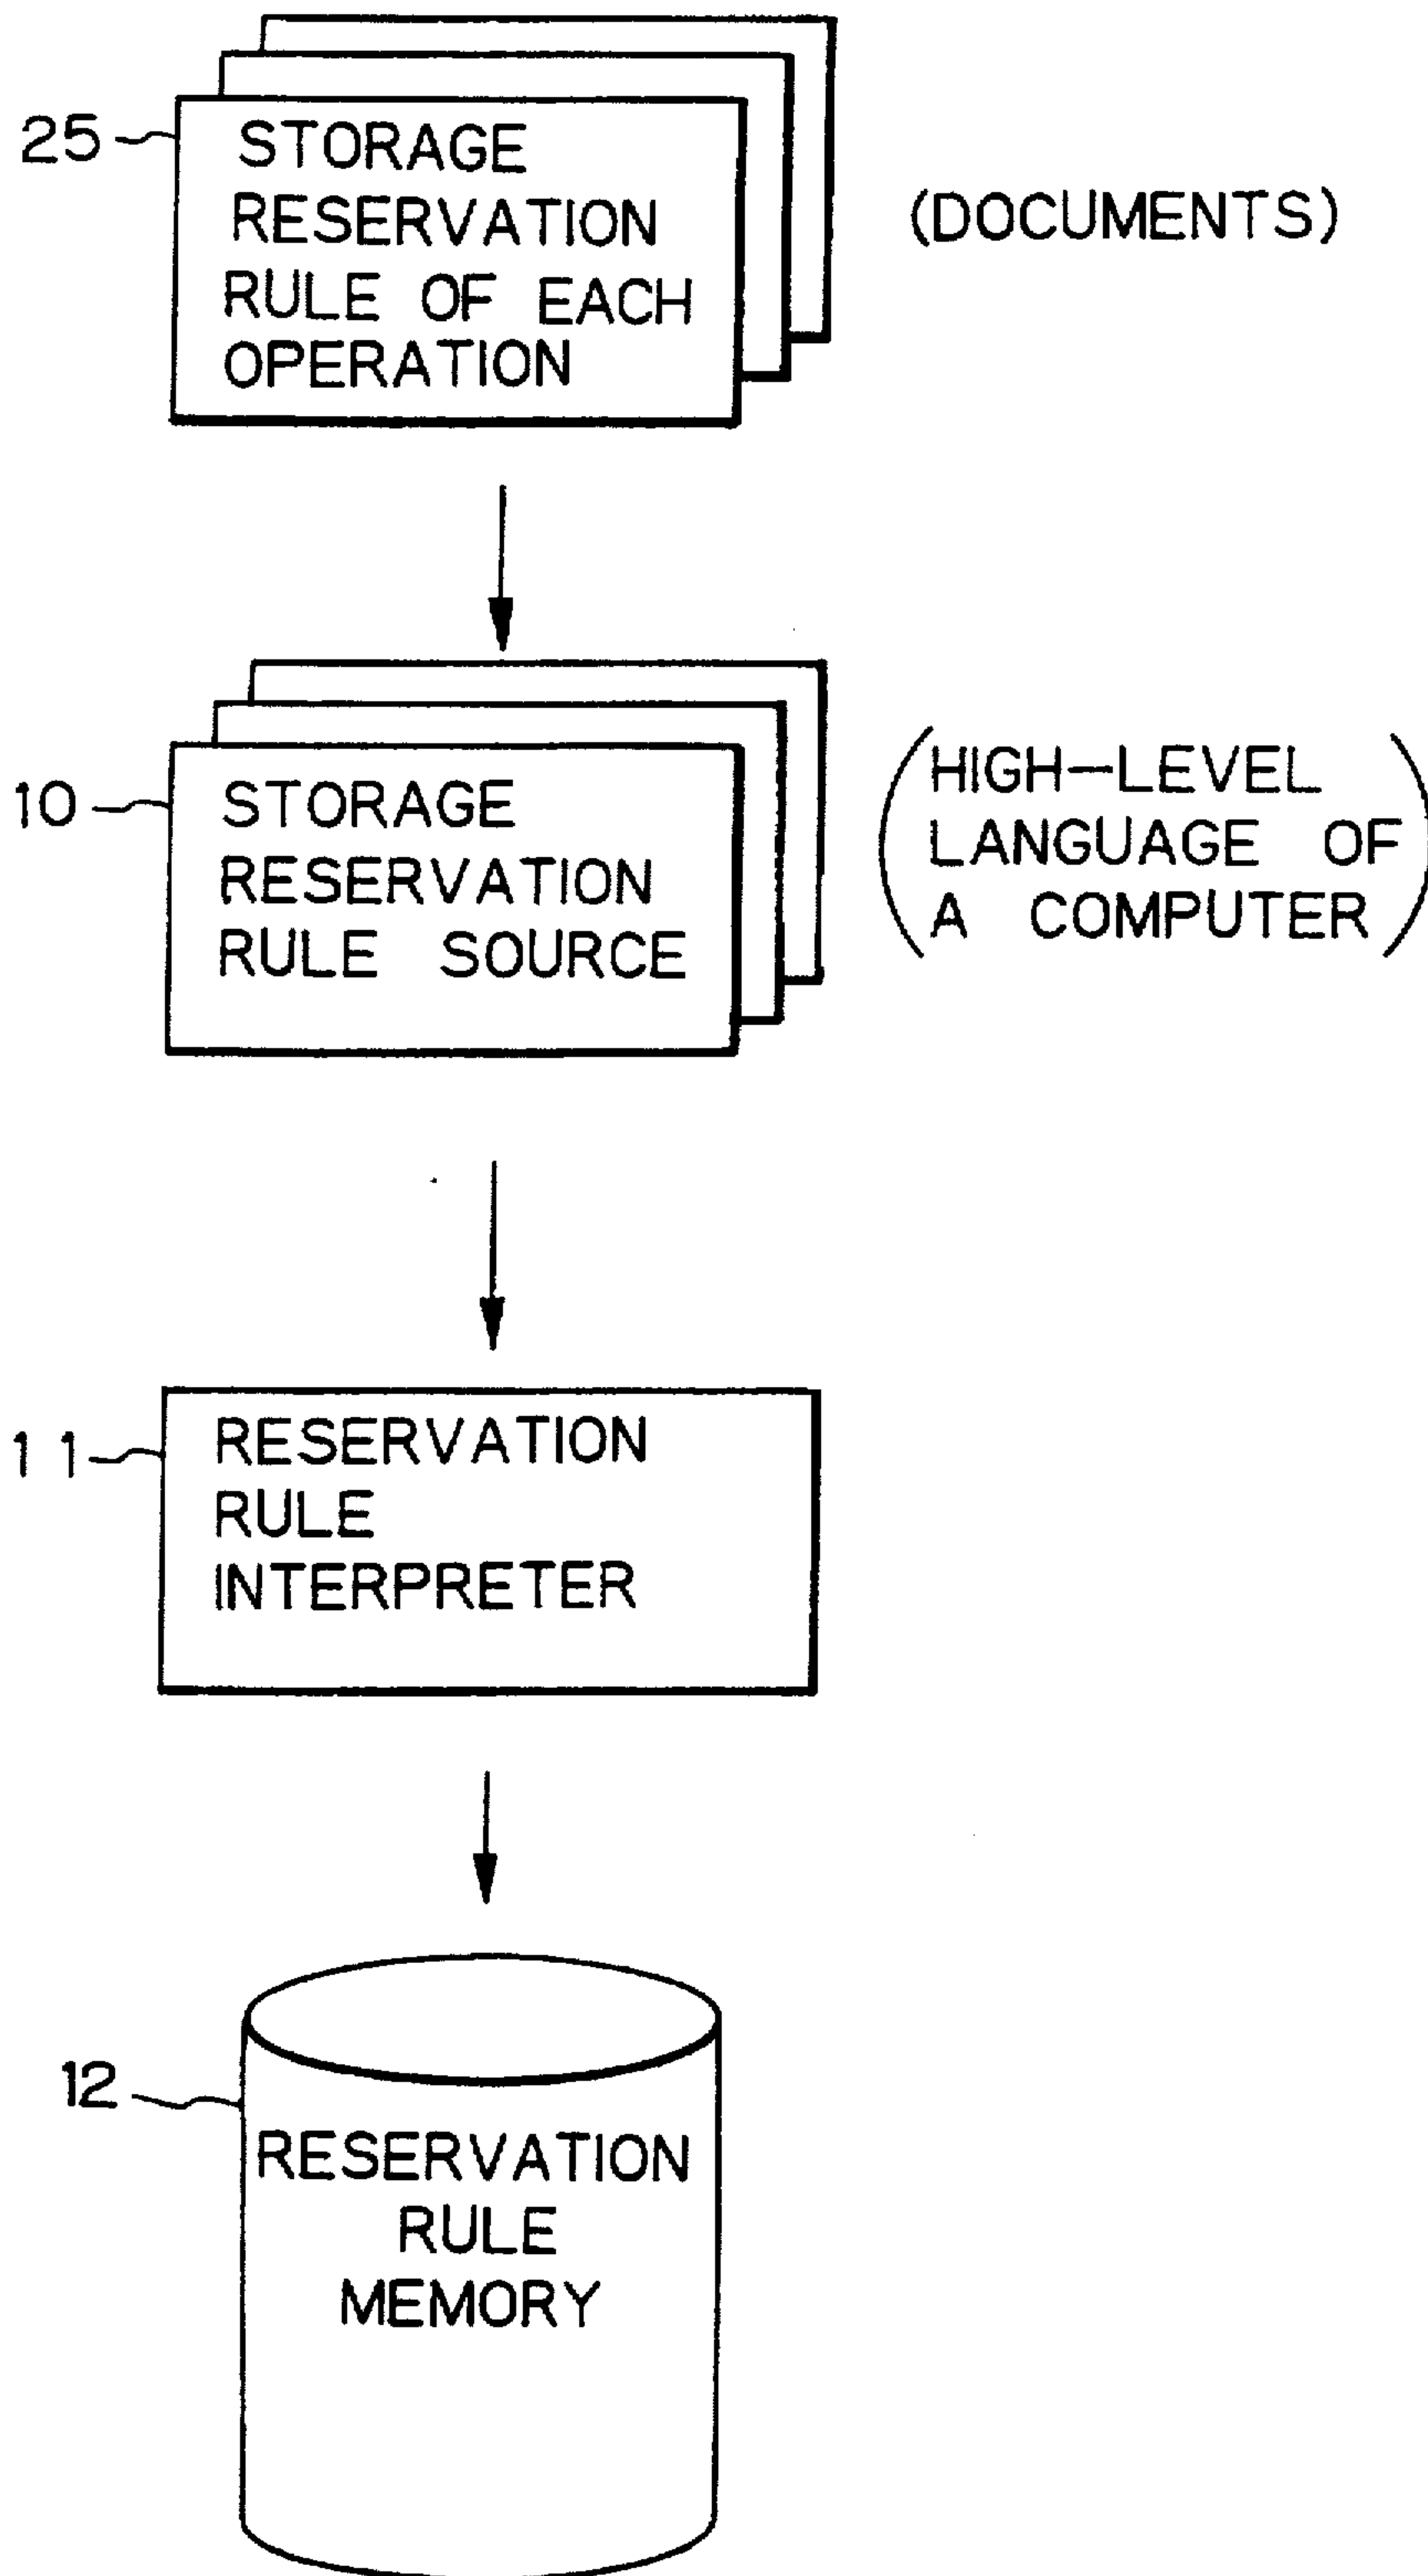 25
STORAGE
RESERVATION
RULE OF EACH
OPERATION
(DOCUMENTS)
10
STORAGE
RESERVATION
RULE SOURCE
(HIGH-LEVEL
LANGUAGE OF
A COMPUTER)
11
RESERVATION
RULE
INTERPRETER
12
RESERVATION
RULE
MEMORY